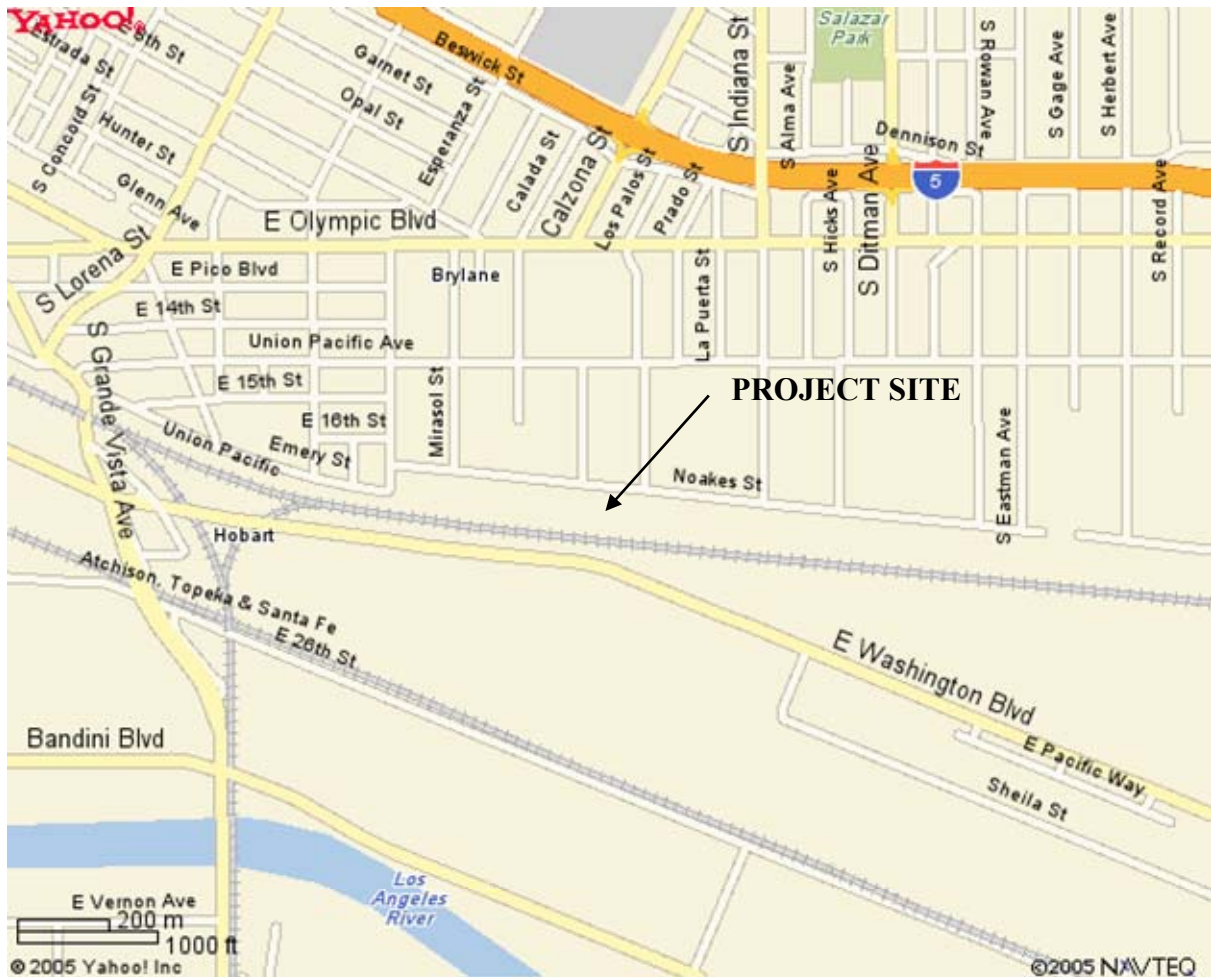 YAHOO!
Estrada St
E 8th St
Garnet St
Beswick St
Salazar
Park
S Indiana St
S Rowan Ave
S Gage Ave
S Herbert Ave
S Concord St
Hunter St
Opal St
Esperanza St
S Alma Ave
Dennison St
Glenn Ave
Calada St
Calzona St
Los Palos St
Prado St
S Hicks Ave
S Ditman Ave
5
S Record Ave
E Olympic Blvd
S Lorena St
E Pico Blvd
Brylane
E 14th St
La Puerta St
S Grande Vista Ave
Union Pacific Ave
E 15th St
PROJECT SITE
E 16th St
Mirasol St
Union Pacific
Emery St
Noakes St
S Eastman Ave
Hobart
Atchison, Topeka & Santa Fe
E 26th St
E Washington Blvd
Bandini Blvd
E Pacific Way
Sheila St
Los
Angeles
River
E Vernon Ave
200 m
1000 ft
© 2005 Yahoo! Inc
©2005 NAVTEQ